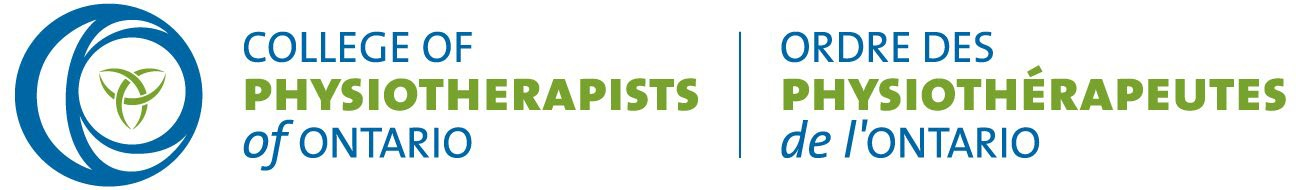 COLLEGE OF
PHYSIOTHERAPISTS
of ONTARIO
ORDRE DES
PHYSIOTHÉRAPEUTES
de l'ONTARIO